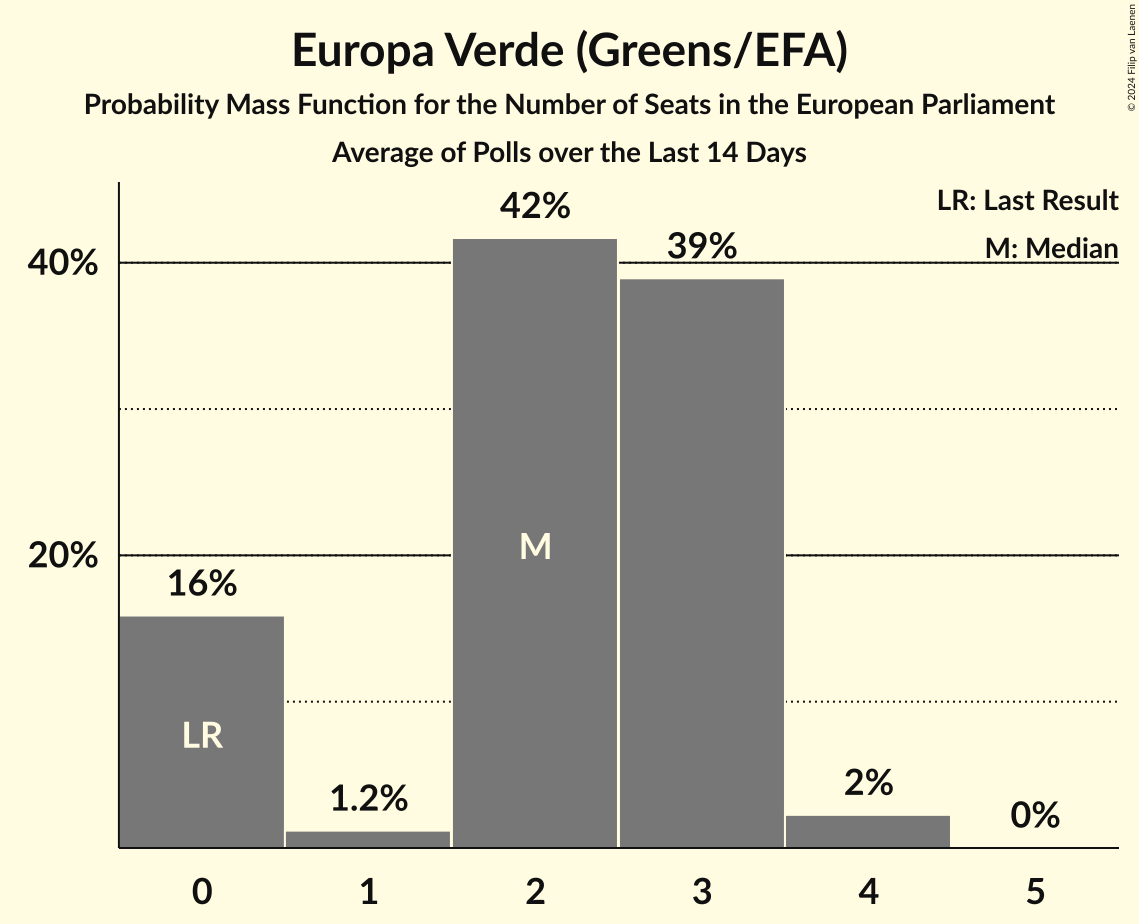 Europa Verde (Greens/EFA)
Probability Mass Function for the Number of Seats in the European Parliament
Average of Polls over the Last 14 Days
© 2024 Filip van Laenen
LR: Last Result
M: Median
42%
39%
40%
M
20%
16%
LR
1.2%
2%
0%
0 1 2 3 4 5